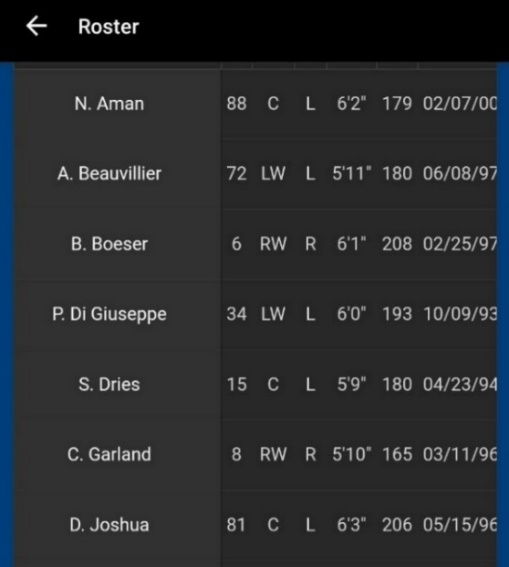 Roster
N. Aman 88 C L 6'2" 179 02/07/00
A. Beauvillier 72 LW L 5'11" 180 06/08/97
B. Boeser 6 RW R 6'1" 208 02/25/97
P. Di Giuseppe 34 LW L 6'0" 193 10/09/93
S. Dries 15 C L 5'9" 180 04/23/94
C. Garland 8 RW R 5'10" 165 03/11/96
D. Joshua 81 C L 6'3" 206 05/15/96